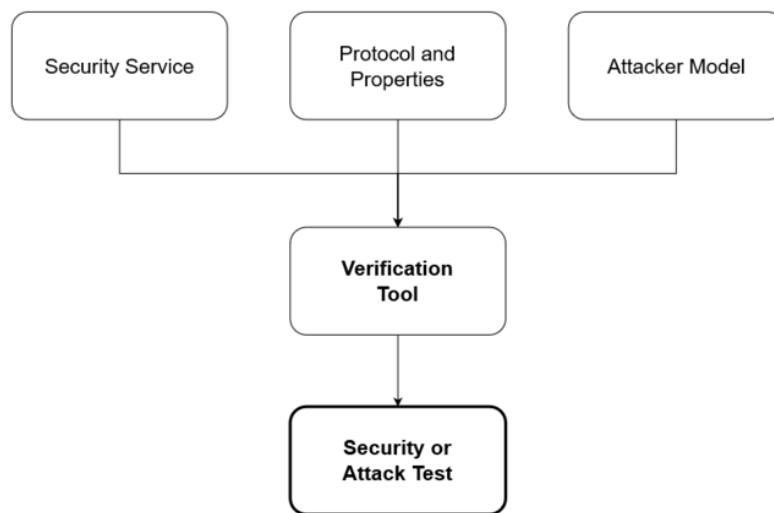 Security Service
Protocol and
Properties
Attacker Model
Verification
Tool
Security or
Attack Test